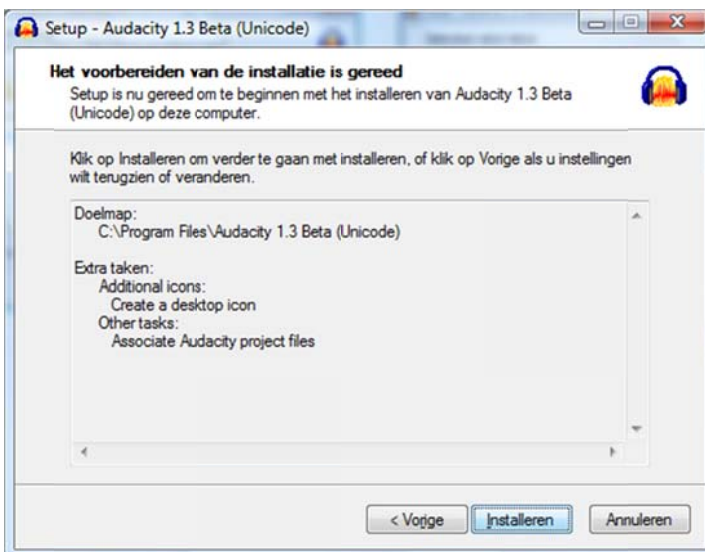 Setup - Audacity 1.3 Beta (Unicode)
Het voorbereiden van de installatie is gereed
Setup is nu gereed om te beginnen met het installeren van Audacity 1.3 Beta
(Unicode) op deze computer.
Klik op Installeren om verder te gaan met installeren, of klik op Vorige als u instellingen
wilt terugzien of veranderen.
Doelmap:
C:\Program Files\Audacity 1.3 Beta (Unicode)
Extra taken:
Additional icons:
Create a desktop icon
Other tasks:
Associate Audacity project files
< Vorige Installeren Annuleren